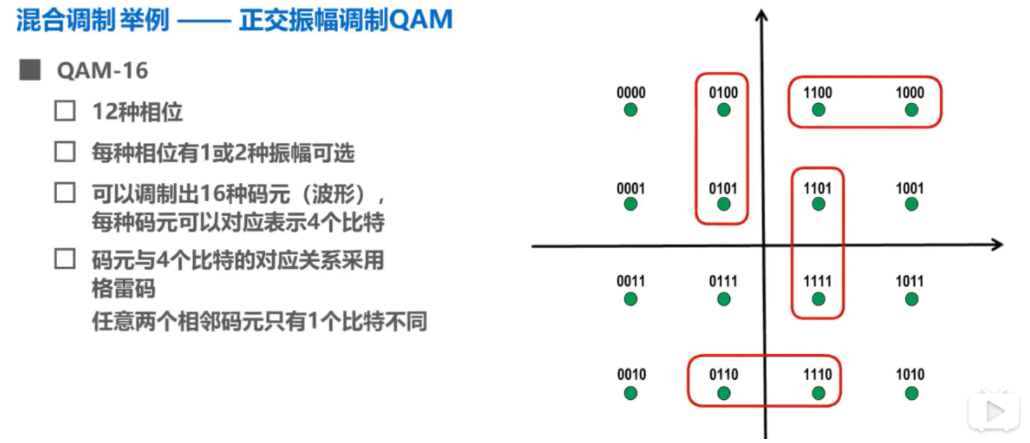 混合调制 举例 —— 正交振幅调制QAM
QAM-16
12种相位
每种相位有1或2种振幅可选
可以调制出16种码元（波形），
每种码元可以对应表示4个比特
码元与4个比特的对应关系采用
格雷码
任意两个相邻码元只有1个比特不同
0000 0100 1100 1000
0001 0101 1101 1001
0011 0111 1111 1011
0010 0110 1110 1010